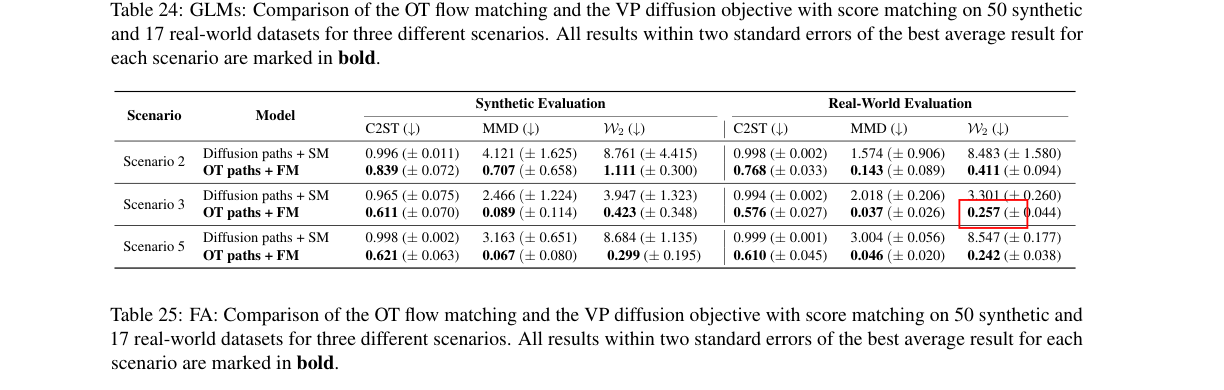 Table 24: GLMs: Comparison of the OT flow matching and the VP diffusion objective with score matching on 50 synthetic
and 17 real-world datasets for three different scenarios. All results within two standard errors of the best average result for
each scenario are marked in bold.
Scenario Model Synthetic Evaluation Real-World Evaluation
C2ST (↓) MMD (↓) W₂ (↓) C2ST (↓) MMD (↓) W₂ (↓)
Scenario 2 Diffusion paths + SM 0.996 (± 0.011) 4.121 (± 1.625) 8.761 (± 4.415) 0.998 (± 0.002) 1.574 (± 0.906) 8.483 (± 1.580)
OT paths + FM 0.839 (± 0.072) 0.707 (± 0.658) 1.111 (± 0.300) 0.768 (± 0.033) 0.143 (± 0.089) 0.411 (± 0.094)
Scenario 3 Diffusion paths + SM 0.965 (± 0.075) 2.466 (± 1.224) 3.947 (± 1.323) 0.994 (± 0.002) 2.018 (± 0.206) 3.301 (± 0.260)
OT paths + FM 0.611 (± 0.070) 0.089 (± 0.114) 0.423 (± 0.348) 0.576 (± 0.027) 0.037 (± 0.026) 0.257 (± 0.044)
Scenario 5 Diffusion paths + SM 0.998 (± 0.002) 3.163 (± 0.651) 8.684 (± 1.135) 0.999 (± 0.001) 3.004 (± 0.056) 8.547 (± 0.177)
OT paths + FM 0.621 (± 0.063) 0.067 (± 0.080) 0.299 (± 0.195) 0.610 (± 0.045) 0.046 (± 0.020) 0.242 (± 0.038)
Table 25: FA: Comparison of the OT flow matching and the VP diffusion objective with score matching on 50 synthetic and
17 real-world datasets for three different scenarios. All results within two standard errors of the best average result for each
scenario are marked in bold.